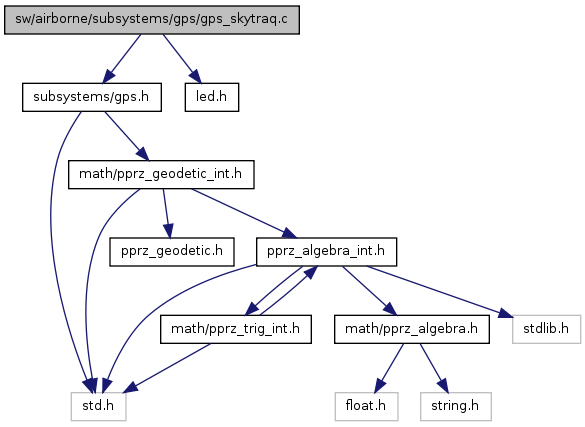 sw/airborne/subsystems/gps/gps_skytraq.c
subsystems/gps.h
led.h
math/pprz_geodetic_int.h
pprz_geodetic.h
pprz_algebra_int.h
math/pprz_trig_int.h
math/pprz_algebra.h
stdlib.h
std.h
float.h
string.h